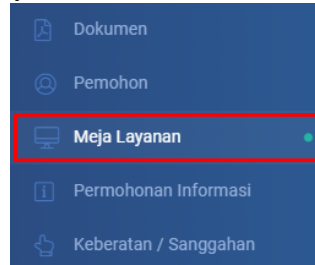 Dokumen
Pemohon
Meja Layanan
Permohonan Informasi
Keberatan / Sanggahan